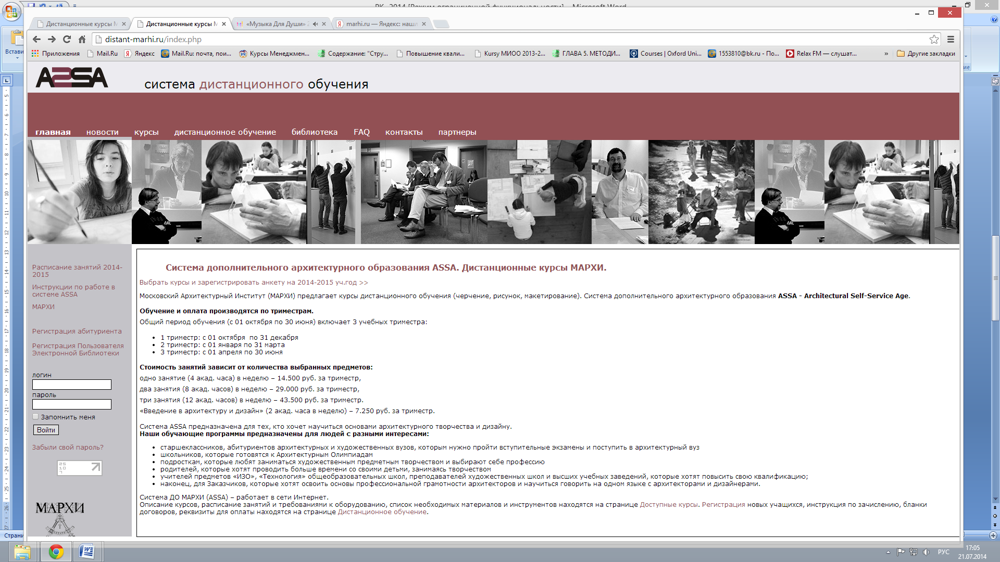 РК -2014 [Режим ограниченной функциональности] - Microsoft Word
Дистанционные курсы М
Дистанционные курсы М
«Музыка Для Души»
marhi.ru — Яндекс: нашл
distant-marhi.ru/index.php
Приложения
Mail.Ru
Яндекс
Mail.Ru: почта, пои...
Курсы Менеджмен...
Содержание: "Стру...
Повышение квали...
Kursy МИОО 2013-2...
ГЛАВА 5. МЕТОДИ...
Courses | Oxford Uni...
1553810@bk.ru - По...
Relax FM — слушат...
»
Другие закладки
Встави
ASSA
система дистанционного обучения
главная
новости
курсы
дистанционное обучение
библиотека
FAQ
контакты
партнеры
Расписание занятий 2014-
2015
Инструкции по работе в
системе ASSA
МАРХИ
Регистрация абитуриента
Регистрация Пользователя
Электронной Библиотеки
логин
пароль
Запомнить меня
Войти
Забыли свой пароль?
25
10
7
МАРХИ
Система дополнительного архитектурного образования ASSA. Дистанционные курсы МАРХИ.
Выбрать курсы и зарегистрировать анкету на 2014-2015 уч.год >>
Московский Архитектурный Институт (МАРХИ) предлагает курсы дистанционного обучения (черчение, рисунок, макетирование). Система дополнительного архитектурного образования ASSA - Architectural Self-Service Age.
Обучение и оплата производятся по триместрам.
Общий период обучения (с 01 октября по 30 июня) включает 3 учебных триместра:
• 1 триместр: с 01 октября по 31 декабря
• 2 триместр: с 01 января по 31 марта
• 3 триместр: с 01 апреля по 30 июня
Стоимость занятий зависит от количества выбранных предметов:
одно занятие (4 акад. часа) в неделю – 14.500 руб. за триместр,
два занятия (8 акад. часов) в неделю – 29.000 руб. за триместр,
три занятия (12 акад. часов) в неделю – 43.500 руб. за триместр.
«Введение в архитектуру и дизайн» (2 акад. часа в неделю) – 7.250 руб. за триместр.
Система ASSA предназначена для тех, кто хочет научиться основами архитектурного творчества и дизайну.
Наши обучающие программы предназначены для людей с разными интересами:
• старшеклассников, абитуриентов архитектурных и художественных вузов, которым нужно пройти вступительные экзамены и поступить в архитектурный вуз
• школьников, которые готовятся к Архитектурным Олимпиадам
• подросткам, которые любят заниматься художественным предметным творчеством и выбирают себе профессию
• родителей, которые хотят проводить больше времени со своими детьми, занимаясь творчеством
• учителей предметов «ИЗО», «Технология» общеобразовательных школ, преподавателей художественных школ и высших учебных заведений, которые хотят повысить свою квалификацию;
• наконец, для Заказчиков, которые хотят освоить основы профессиональной грамотности архитекторов и научиться говорить на одном языке с архитекторами и дизайнерами.
Система ДО МАРХИ (ASSA) – работает в сети Интернет.
Описание курсов, расписание занятий и требованиями к оборудованию, список необходимых материалов и инструментов находятся на странице Доступные курсы. Регистрация новых учащихся, инструкция по зачислению, бланки
договоров, реквизиты для оплаты находятся на странице Дистанционное обучение.
Страни
РУС
17:05
21.07.2014